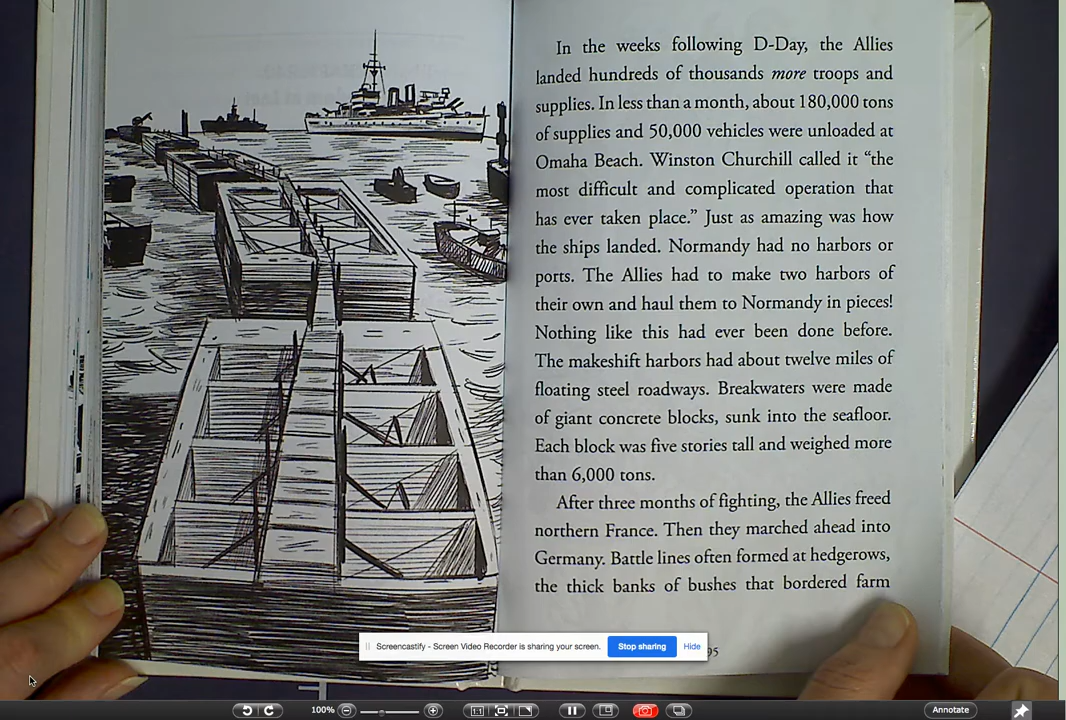 In the weeks following D-Day, the Allies
landed hundreds of thousands more troops and
supplies. In less than a month, about 180,000 tons
of supplies and 50,000 vehicles were unloaded at
Omaha Beach. Winston Churchill called it “the
most difficult and complicated operation that
has ever taken place.” Just as amazing was how
the ships landed. Normandy had no harbors or
ports. The Allies had to make two harbors of
their own and haul them to Normandy in pieces!
Nothing like this had ever been done before.
The makeshift harbors had about twelve miles of
floating steel roadways. Breakwaters were made
of giant concrete blocks, sunk into the seafloor.
Each block was five stories tall and weighed more
than 6,000 tons.
After three months of fighting, the Allies freed
northern France. Then they marched ahead into
Germany. Battle lines often formed at hedgerows,
the thick banks of bushes that bordered farm
95
Screencastify - Screen Video Recorder is sharing your screen.
Stop sharing
Hide
100%
1:1
Annotate